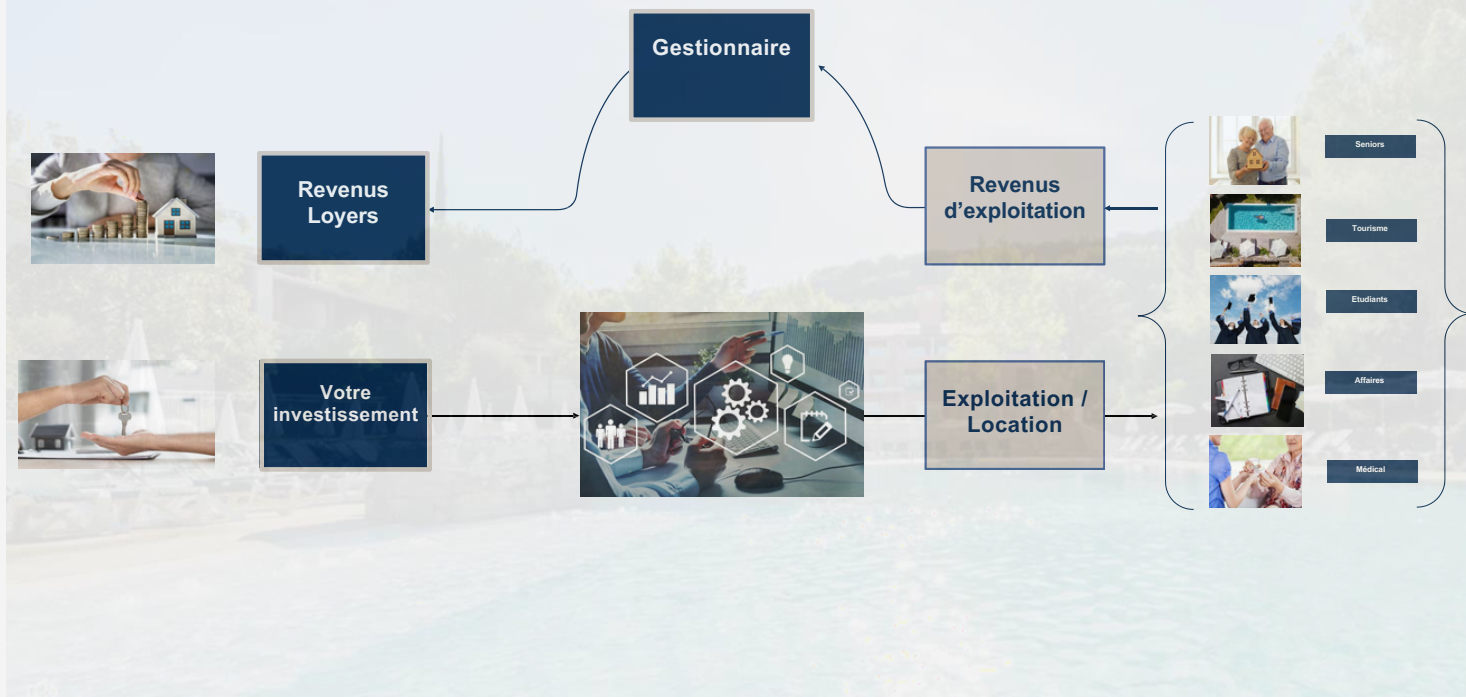 Gestionnaire
Revenus
Loyers
Revenus
d’exploitation
Seniors
Tourisme
Etudiants
Affaires
Médical
Votre
investissement
Exploitation /
Location